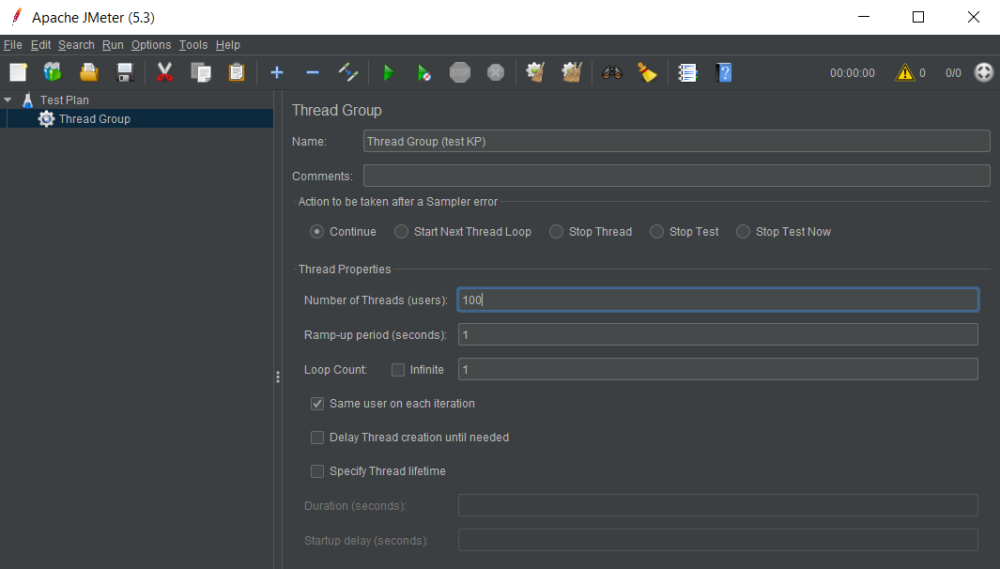 Apache JMeter (5.3)
File Edit Search Run Options Tools Help
STOP 00:00:00 0 0/0
Test Plan
Thread Group
Thread Group
Name: Thread Group (test KP)
Comments:
Action to be taken after a Sampler error
Continue Start Next Thread Loop Stop Thread Stop Test Stop Test Now
Thread Properties
Number of Threads (users): 100
Ramp-up period (seconds): 1
Loop Count: Infinite 1
Same user on each iteration
Delay Thread creation until needed
Specify Thread lifetime
Duration (seconds):
Startup delay (seconds):